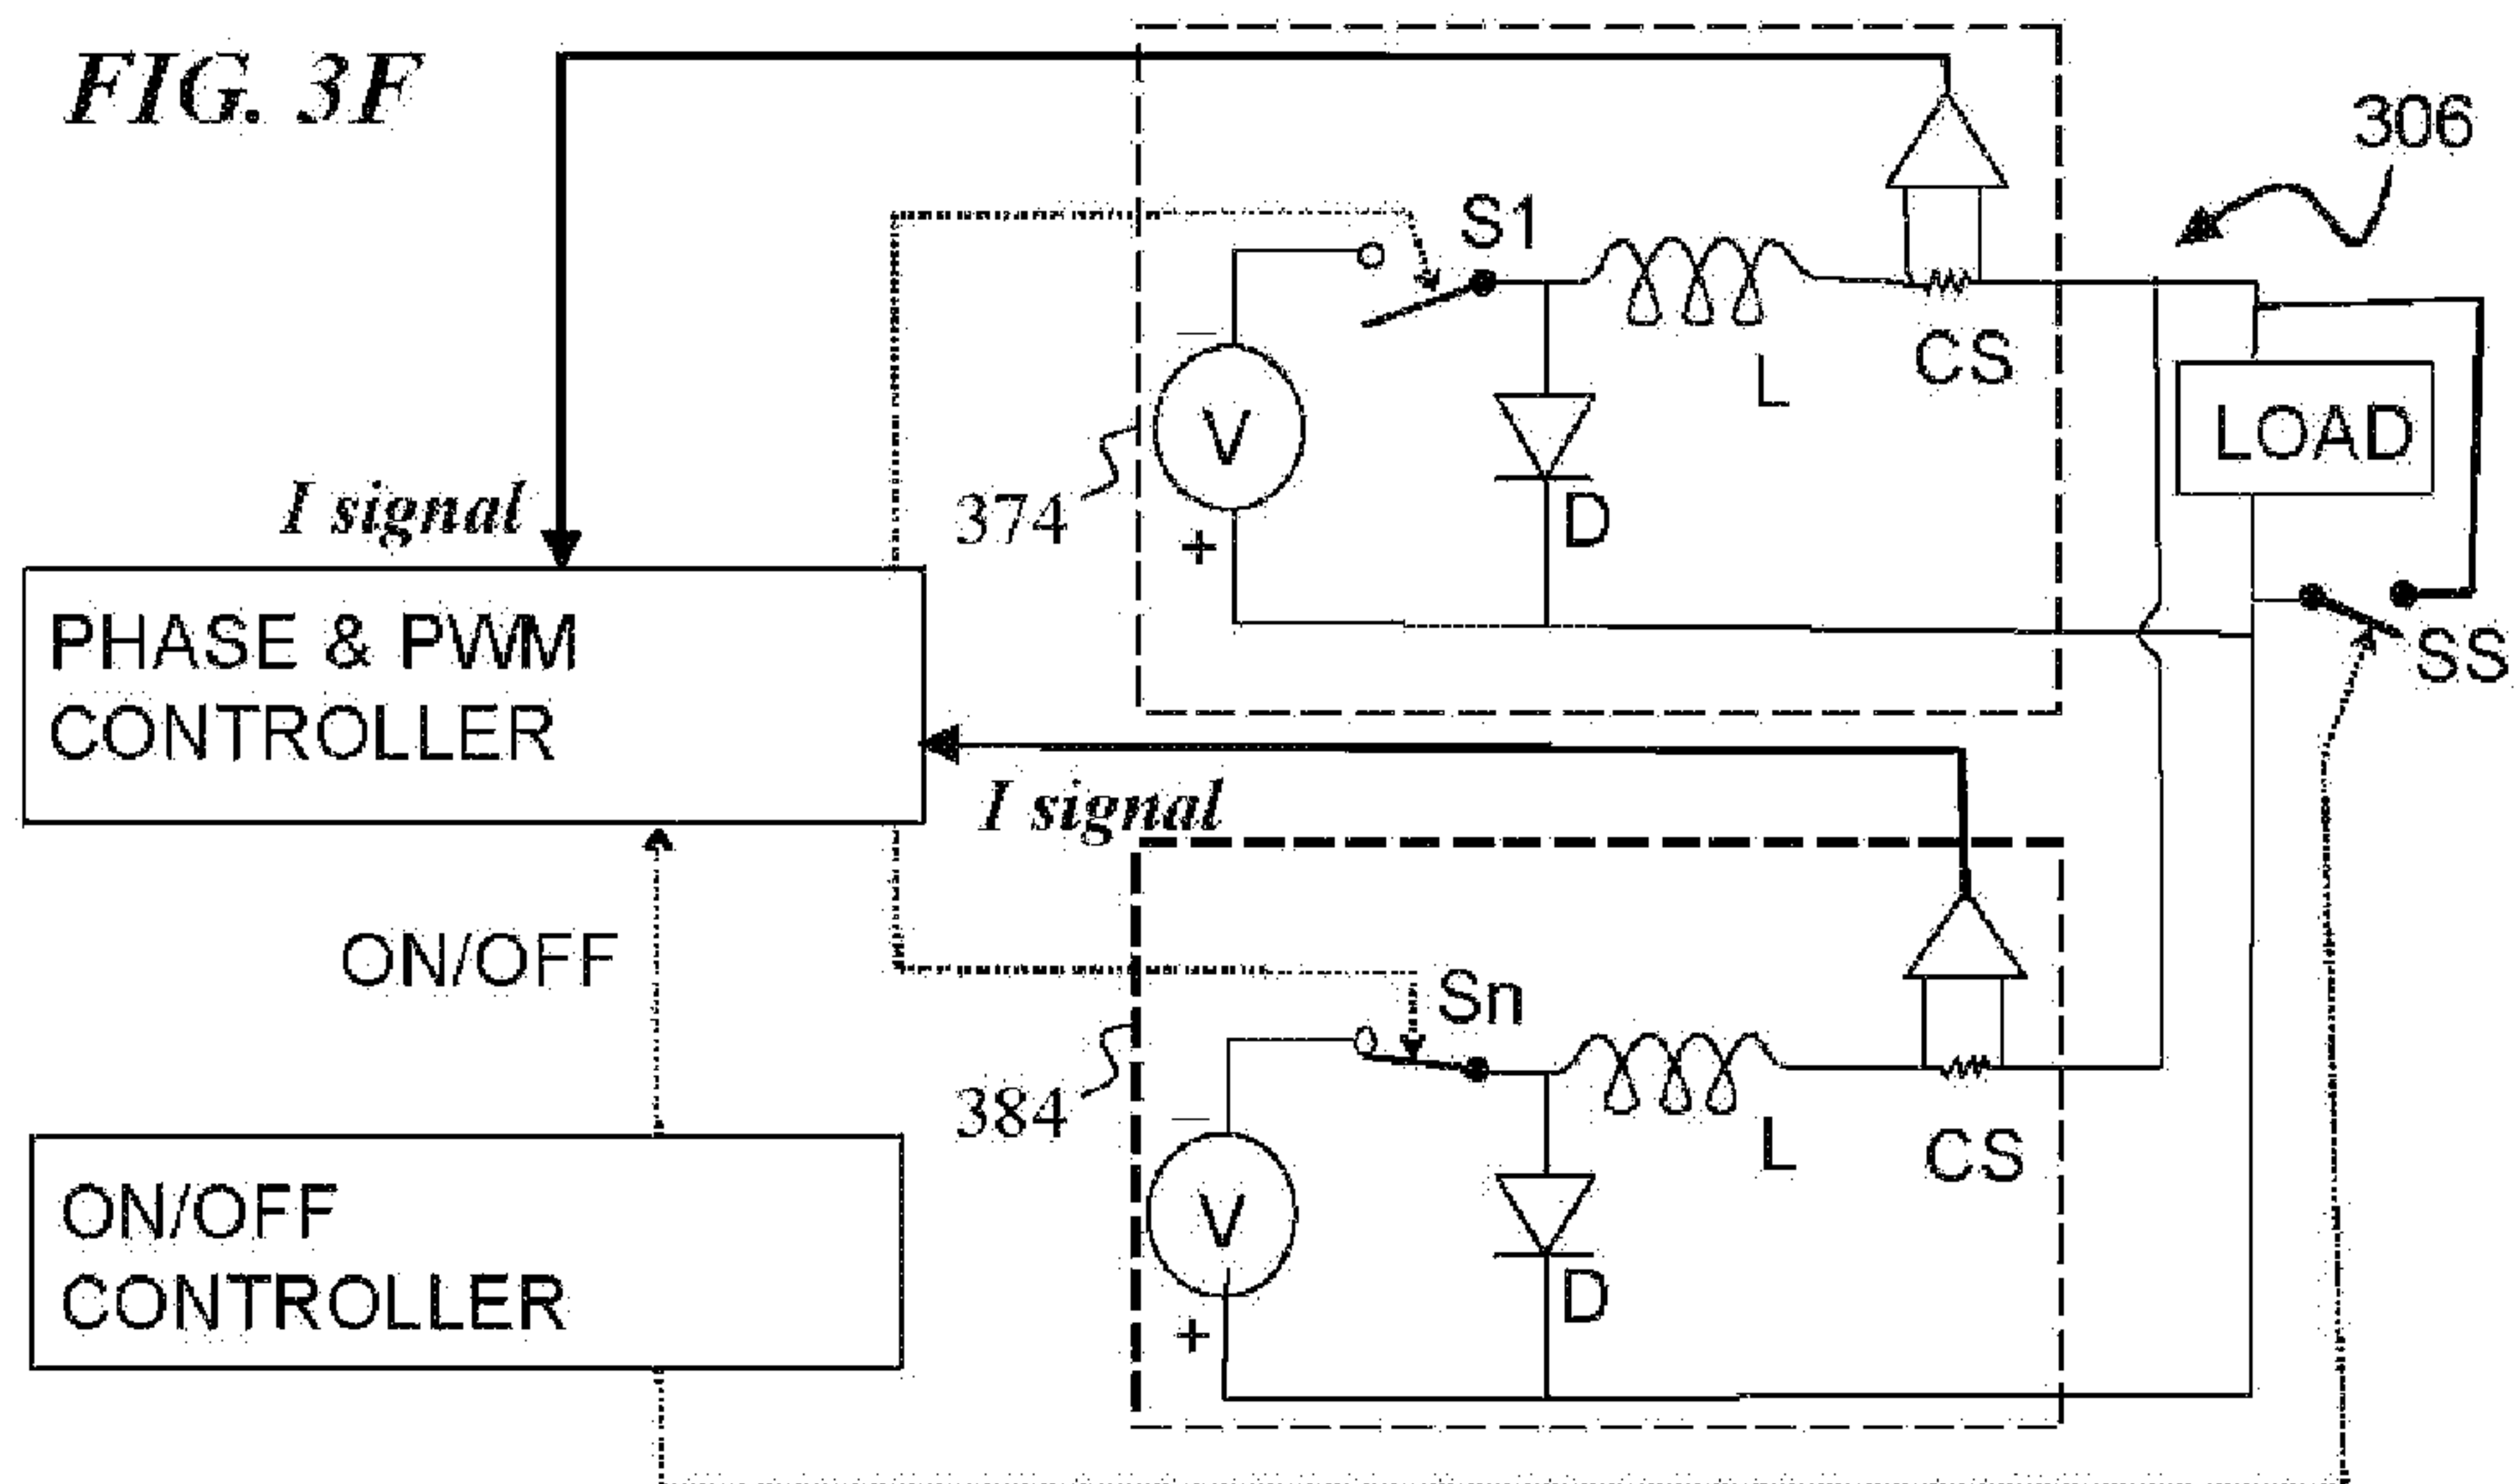 FIG. 3F
306
S1
–
CS
L
V
LOAD
374
I signal
D
+
PHASE & PWM
CONTROLLER
SS
I signal
ON/OFF
Sn
384
–
L
CS
ON/OFF
CONTROLLER
V
D
+